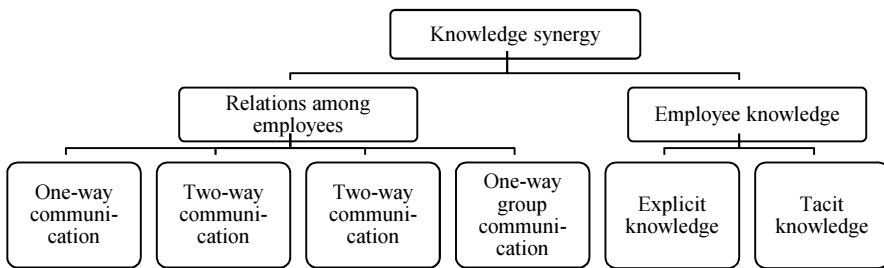 Knowledge synergy
Relations among
employees
Employee knowledge
One-way
communi-
cation
Two-way
communi-
cation
Two-way
communi-
cation
One-way
group
communi-
cation
Explicit
knowledge
Tacit
knowledge